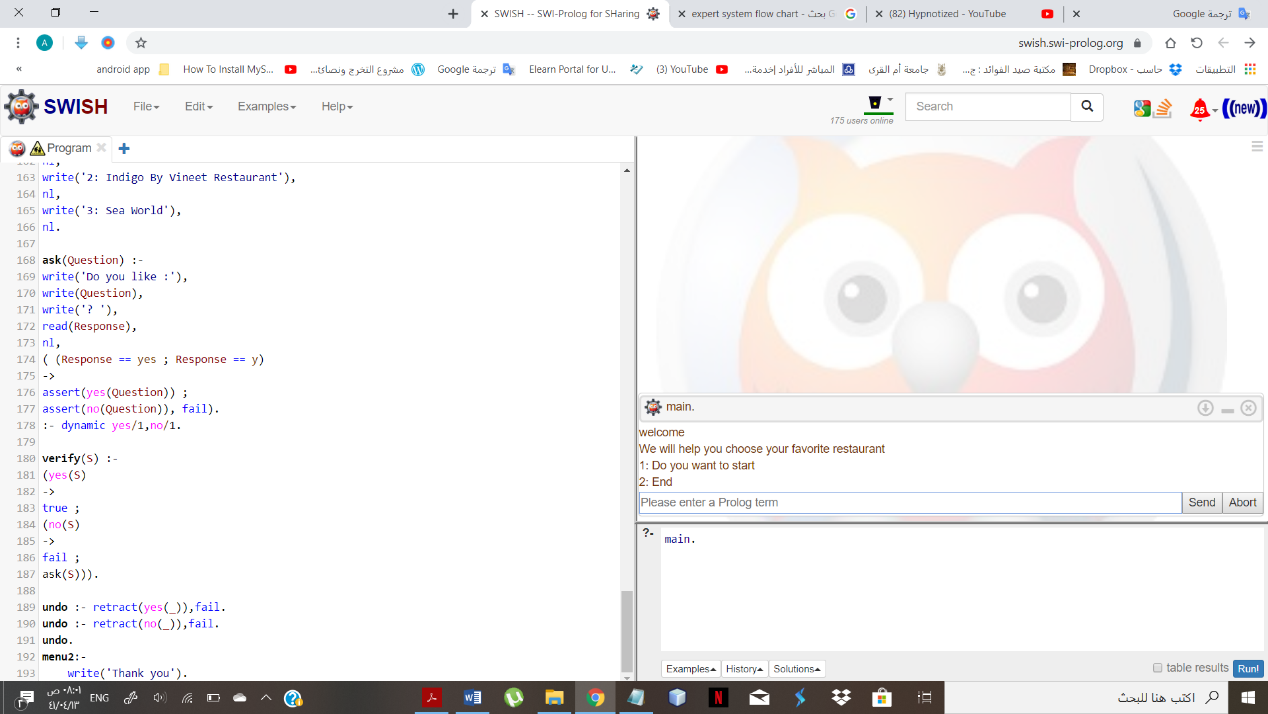 SWISH -- SWI-Prolog for SHaring
expert system flow chart - بحث G
(82) Hypnotized - YouTube
ترجمة Google
A
swish.swi-prolog.org
«
android app
How To Install MyS...
مشروع التخرج ونصائ...
ترجمة Google
Elearn Portal for U...
(3) YouTube
المباشر للأفراد |خدمة...
جامعة أم القرى
مكتبة صيد الفوائد : ج...
حاسب - Dropbox
التطبيقات
SWISH
File
Edit
Examples
Help
175 users online
Search
25
((new))
Program
162 nl,
163 write('2: Indigo By Vineet Restaurant'),
164 nl,
165 write('3: Sea World'),
166 nl.
167
168 ask(Question) :-
169 write('Do you like :'),
170 write(Question),
171 write('? '),
172 read(Response),
173 nl,
174 ( (Response == yes ; Response == y)
175 ->
176 assert(yes(Question)) ;
177 assert(no(Question)), fail).
178 :- dynamic yes/1,no/1.
179
180 verify(S) :-
181 (yes(S)
182 ->
183 true ;
184 (no(S)
185 ->
186 fail ;
187 ask(S))).
188
189 undo :- retract(yes(_)),fail.
190 undo :- retract(no(_)),fail.
191 undo.
192 menu2:-
193 write('Thank you').
main.
welcome
We will help you choose your favorite restaurant
1: Do you want to start
2: End
Please enter a Prolog term
Send
Abort
?-
main.
Examples
History
Solutions
table results
Run!
٠٨:٠١ ص
٤١/٠٤/١٣
ENG
اكتب هنا للبحث